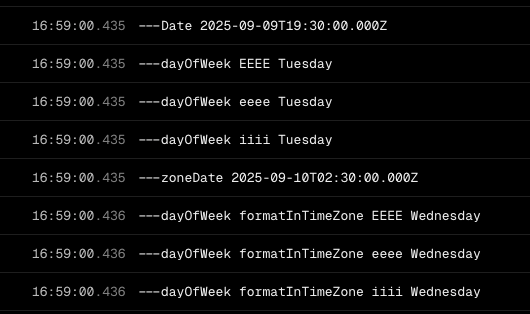 16:59:00.435 ---Date 2025-09-09T19:30:00.000Z
16:59:00.435 ---dayOfWeek EEEE Tuesday
16:59:00.435 ---dayOfWeek eeee Tuesday
16:59:00.435 ---dayOfWeek iiii Tuesday
16:59:00.435 ---zoneDate 2025-09-10T02:30:00.000Z
16:59:00.436 ---dayOfWeek formatInTimeZone EEEE Wednesday
16:59:00.436 ---dayOfWeek formatInTimeZone eeee Wednesday
16:59:00.436 ---dayOfWeek formatInTimeZone iiii Wednesday